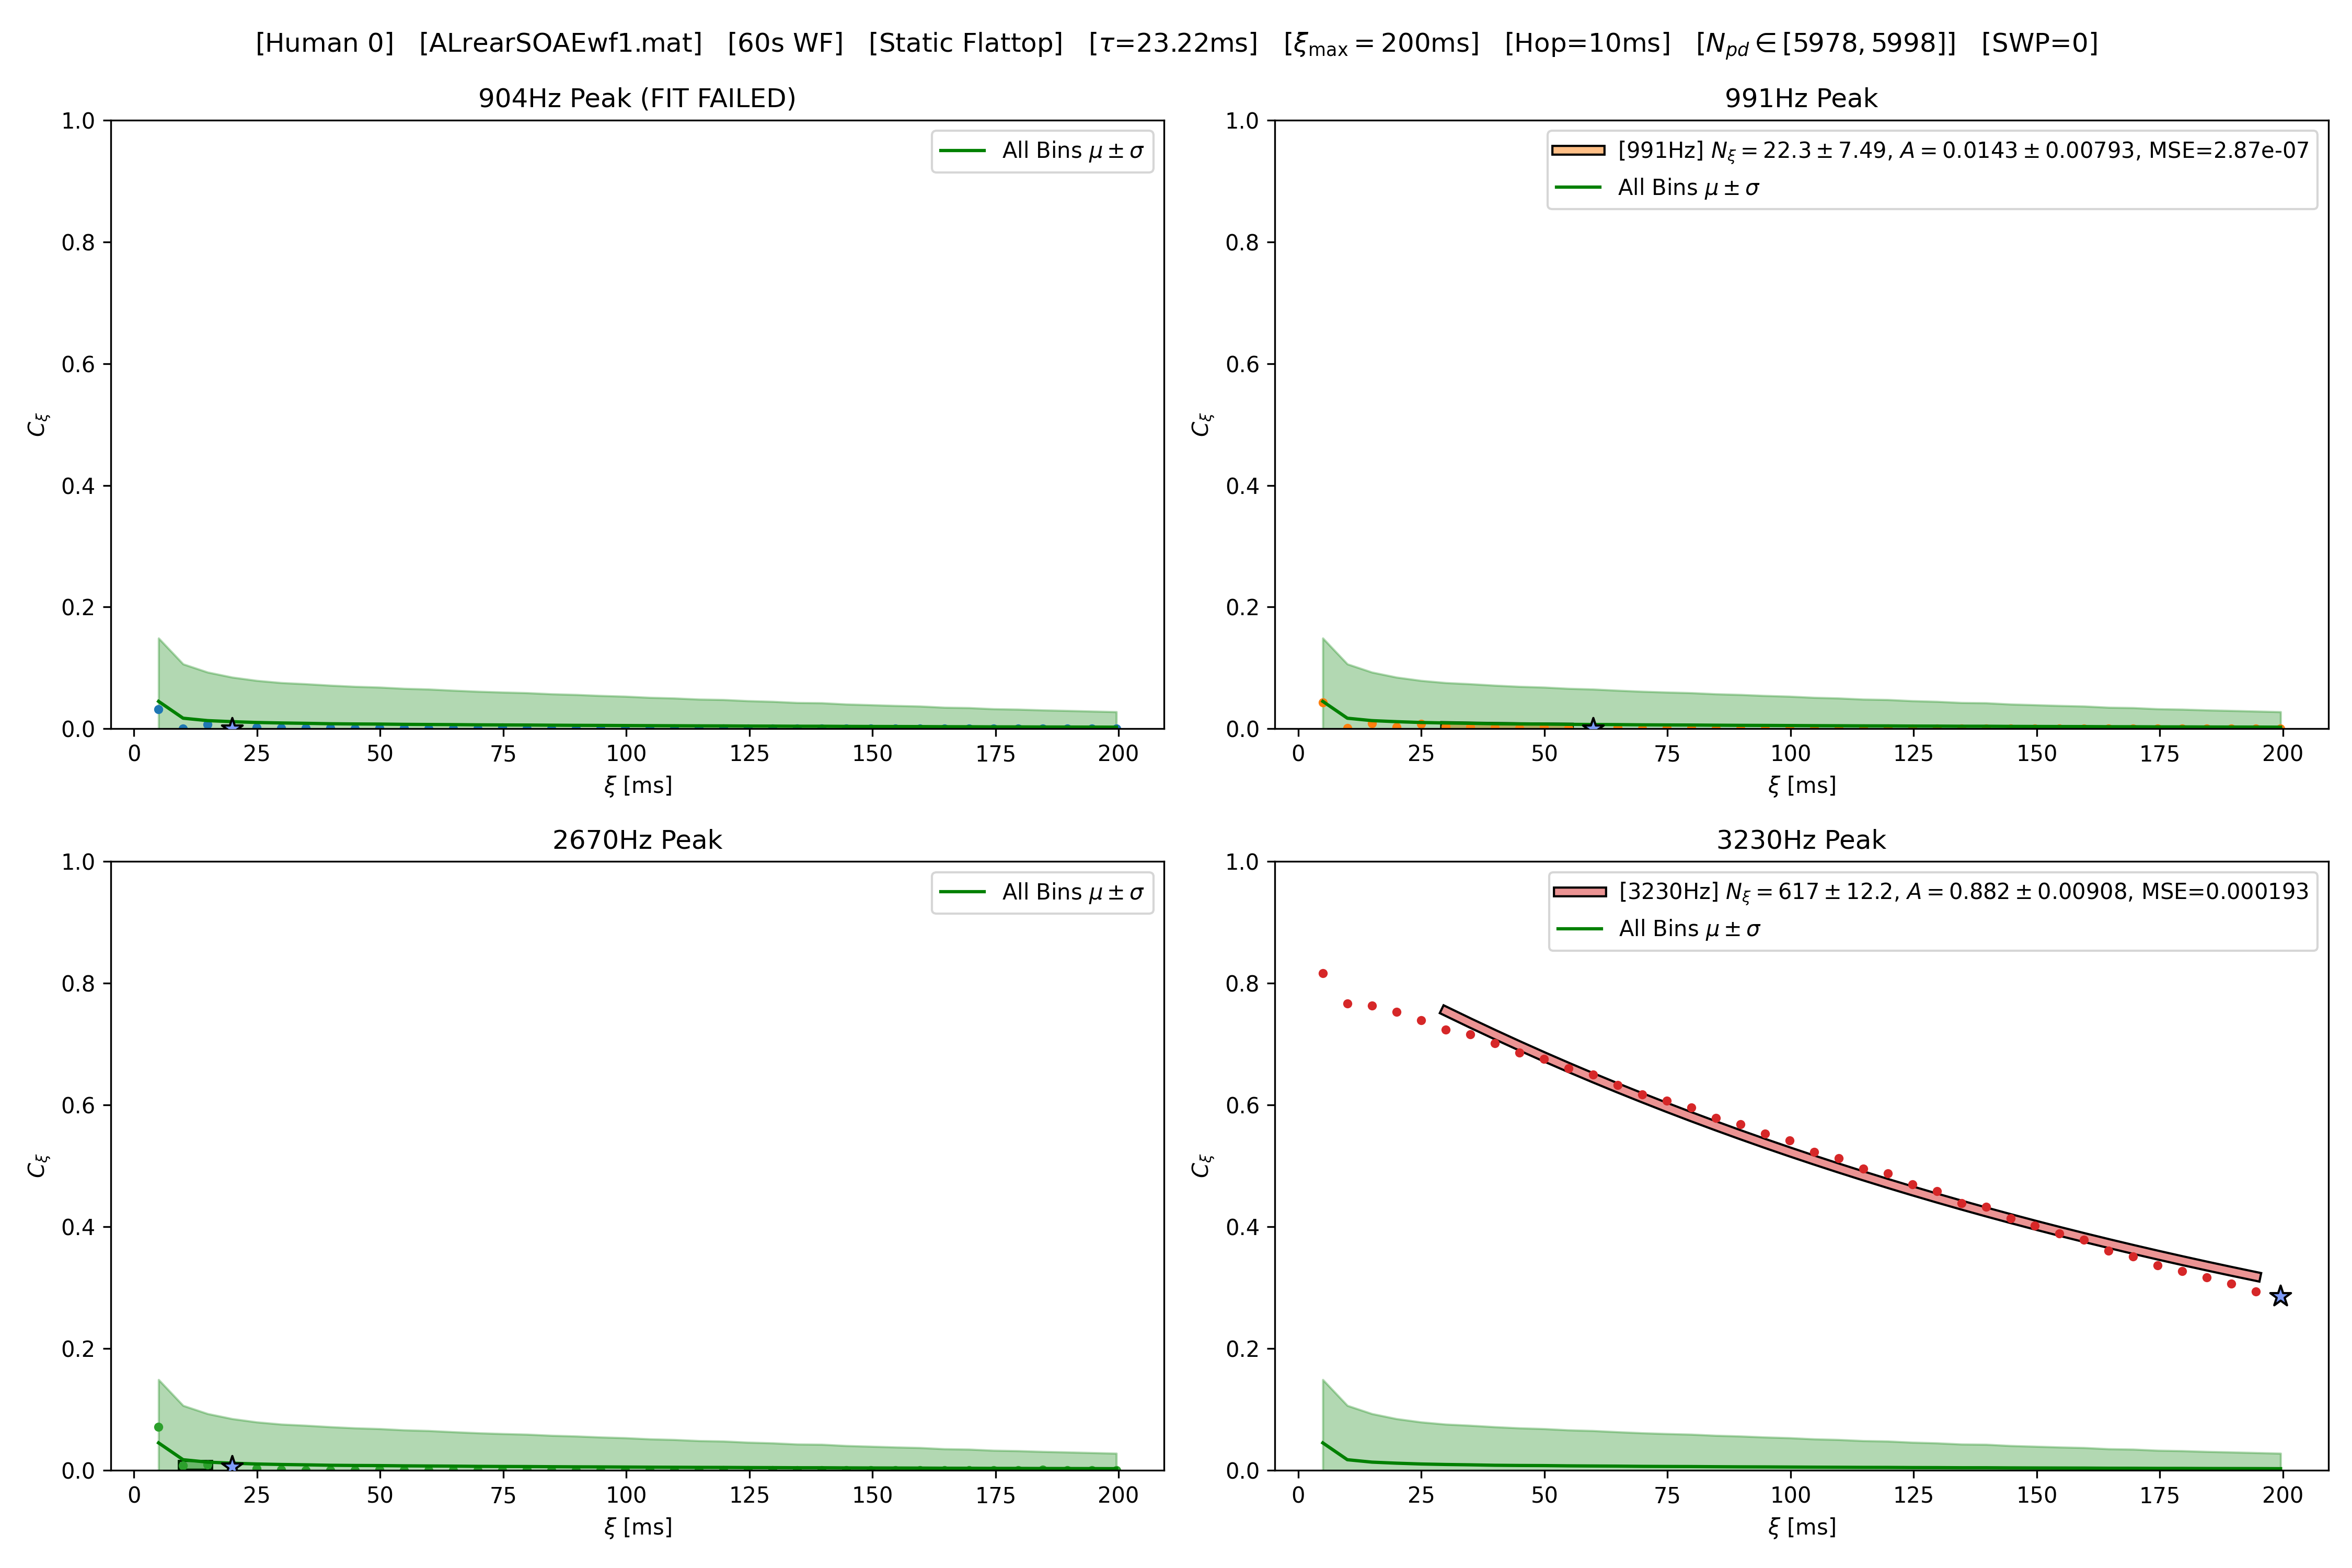 [Human 0] [ALrearSOAEwf1.mat] [60s WF] [Static Flattop] [τ=23.22ms] [ξmax = 200ms] [Hop=10ms] [Npd ∈ [5978, 5998]] [SWP=0]
904Hz Peak (FIT FAILED)
1.0
0.8
0.6
0.4
0.2
0.0
Cξ
All Bins μ ± σ
0 25 50 75 100 125 150 175 200
ξ [ms]
991Hz Peak
1.0
0.8
0.6
0.4
0.2
0.0
Cξ
[991Hz] Nξ = 22.3 ± 7.49, A = 0.0143 ± 0.00793, MSE=2.87e-07
All Bins μ ± σ
0 25 50 75 100 125 150 175 200
ξ [ms]
2670Hz Peak
1.0
0.8
0.6
0.4
0.2
0.0
Cξ
All Bins μ ± σ
0 25 50 75 100 125 150 175 200
ξ [ms]
3230Hz Peak
1.0
0.8
0.6
0.4
0.2
0.0
Cξ
[3230Hz] Nξ = 617 ± 12.2, A = 0.882 ± 0.00908, MSE=0.000193
All Bins μ ± σ
0 25 50 75 100 125 150 175 200
ξ [ms]